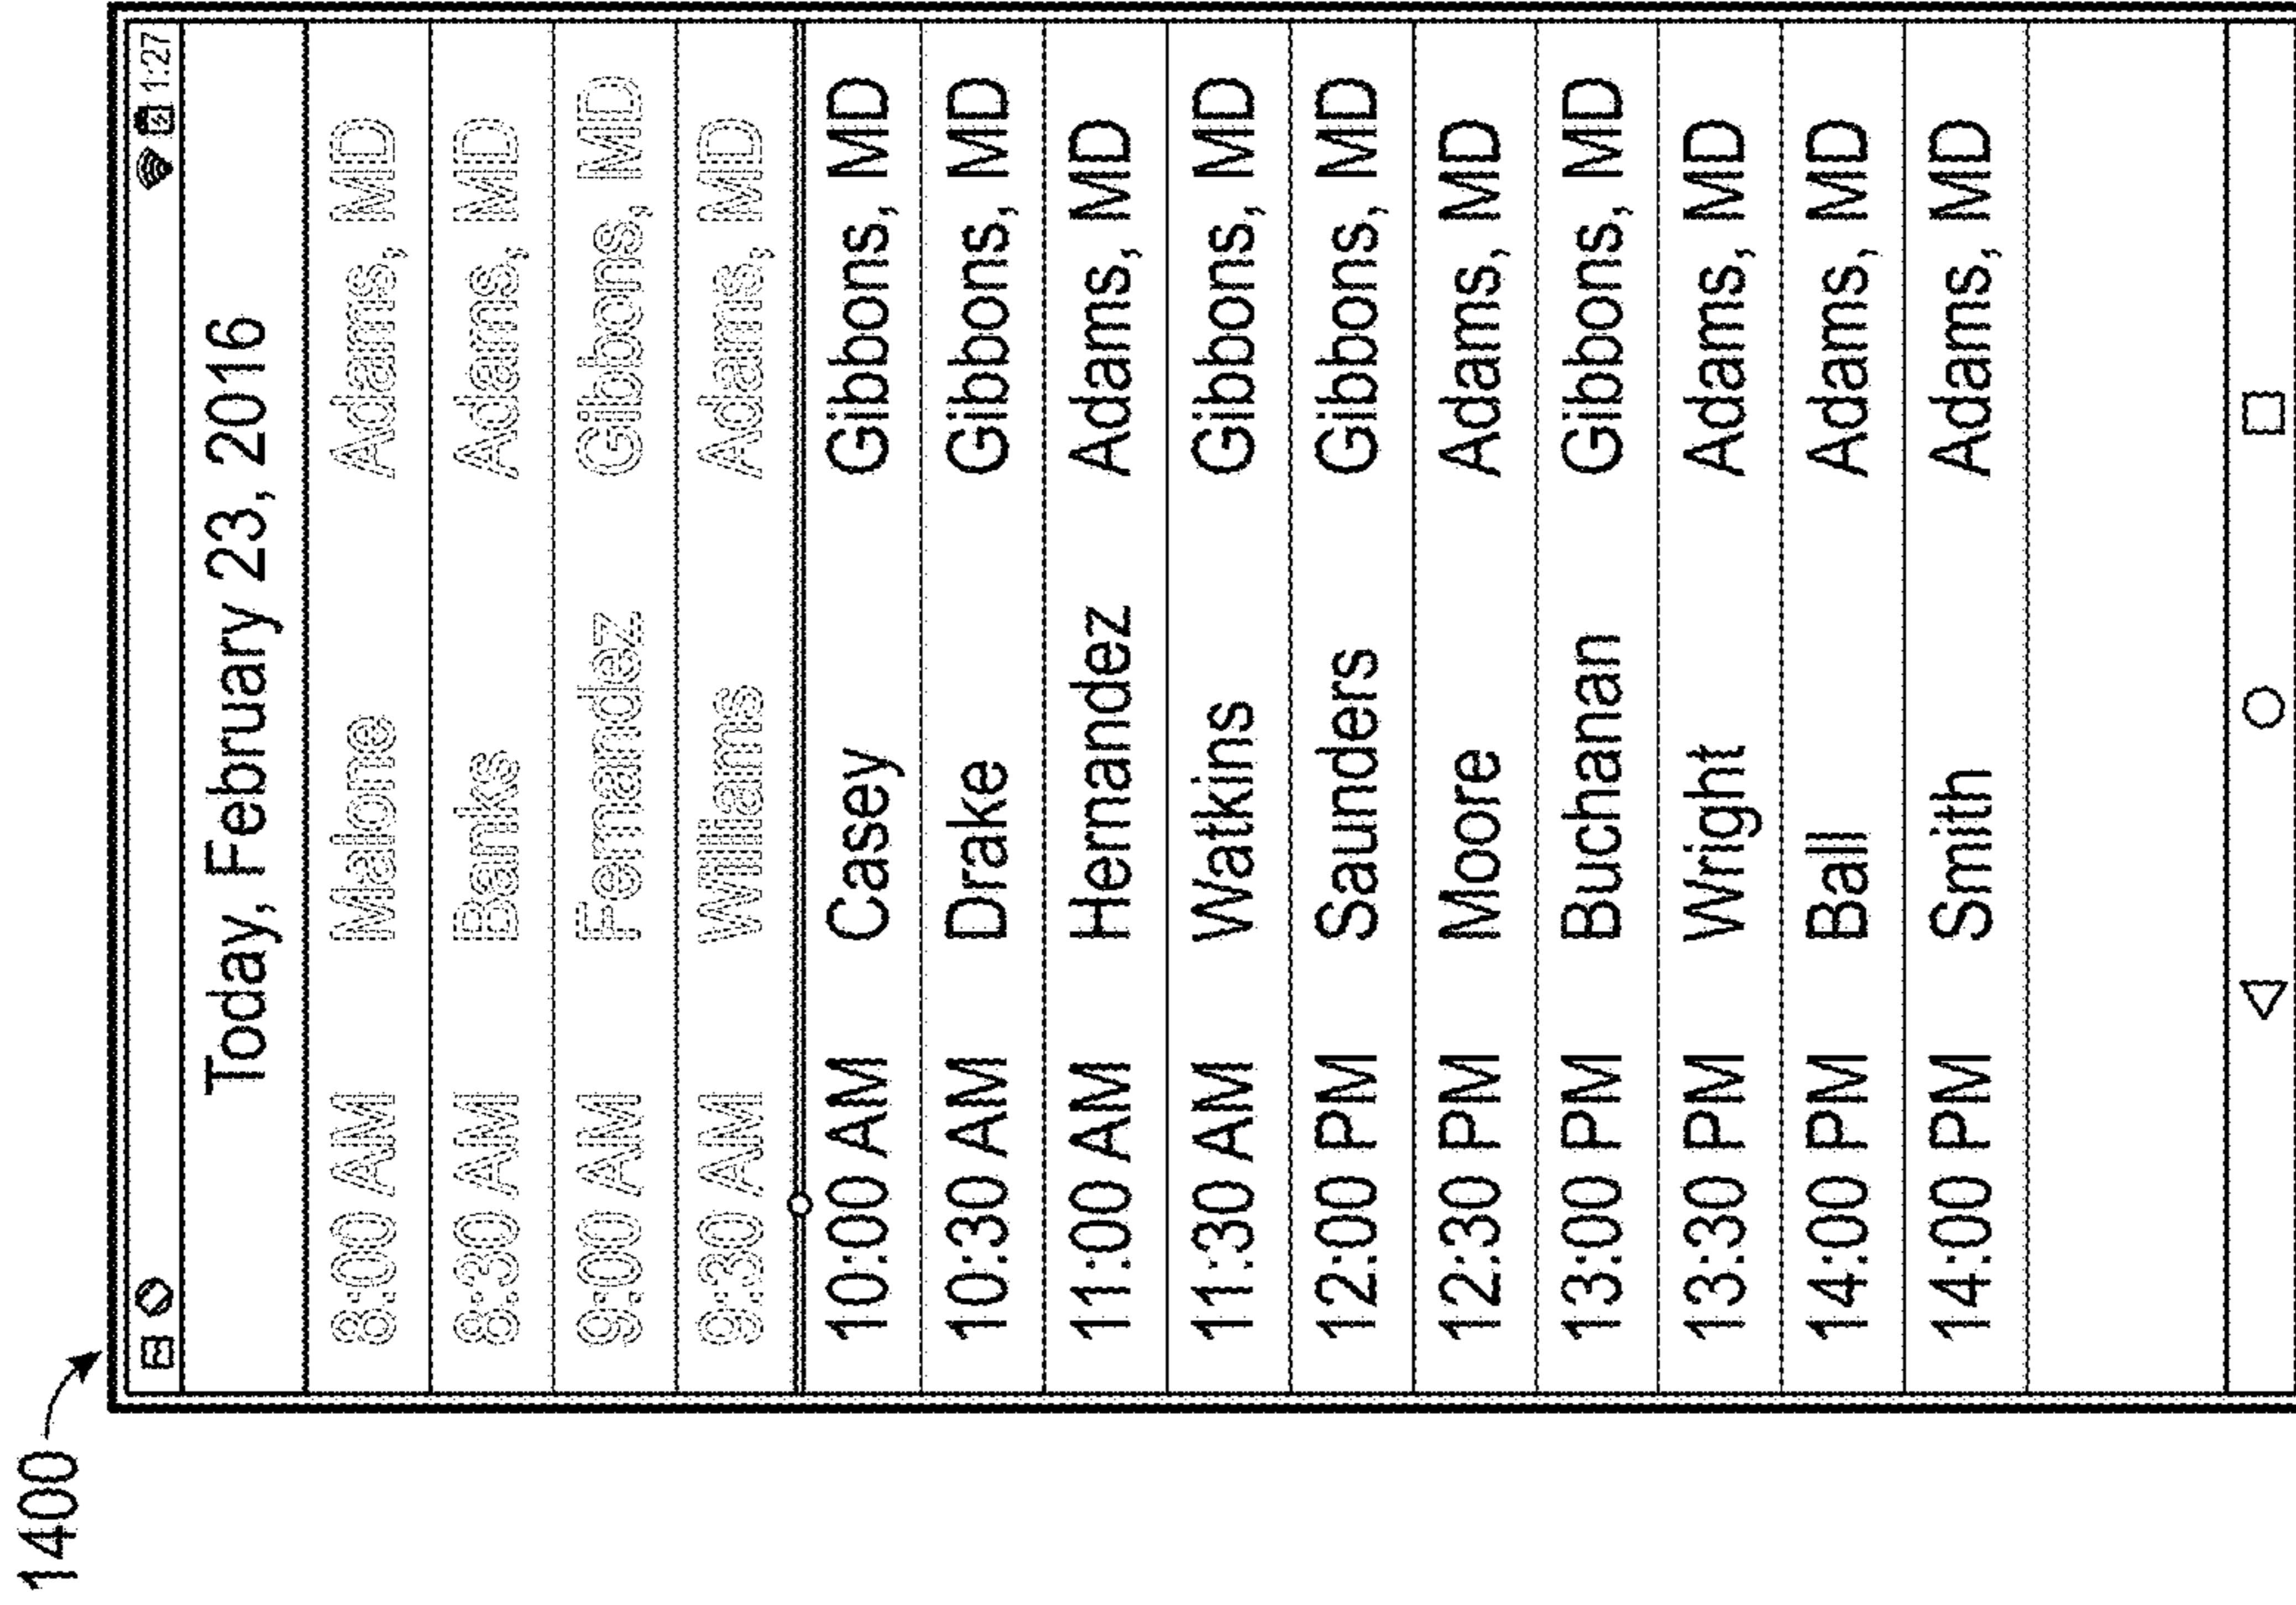 1400
1:27
Today, February 23, 2016
8:00 AM Malone Adams, MD
8:30 AM Banks Adams, MD
9:00 AM Fernandez Gibbons, MD
9:30 AM Williams Adams, MD
10:00 AM Casey Gibbons, MD
10:30 AM Drake Gibbons, MD
11:00 AM Hernandez Adams, MD
11:30 AM Watkins Gibbons, MD
12:00 PM Saunders Gibbons, MD
12:30 PM Moore Adams, MD
13:00 PM Buchanan Gibbons, MD
13:30 PM Wright Adams, MD
14:00 PM Ball Adams, MD
14:00 PM Smith Adams, MD